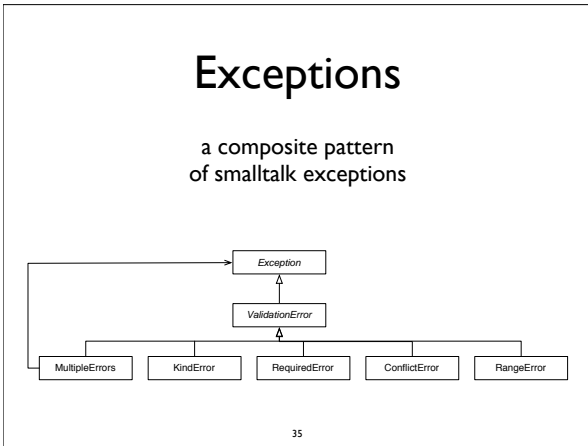 Exceptions
a composite pattern
of smalltalk exceptions
Exception
ValidationError
MultipleErrors
KindError
RequiredError
ConflictError
RangeError
35